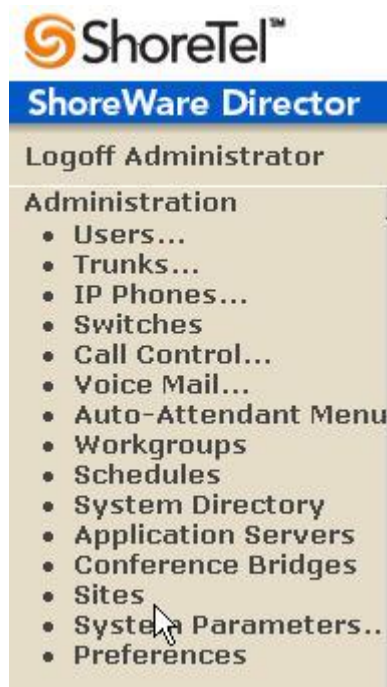 ShoreTel™
ShoreWare Director
Logoff Administrator
Administration
• Users...
• Trunks...
• IP Phones...
• Switches
• Call Control...
• Voice Mail...
• Auto-Attendant Menu
• Workgroups
• Schedules
• System Directory
• Application Servers
• Conference Bridges
• Sites
• System Parameters..
• Preferences